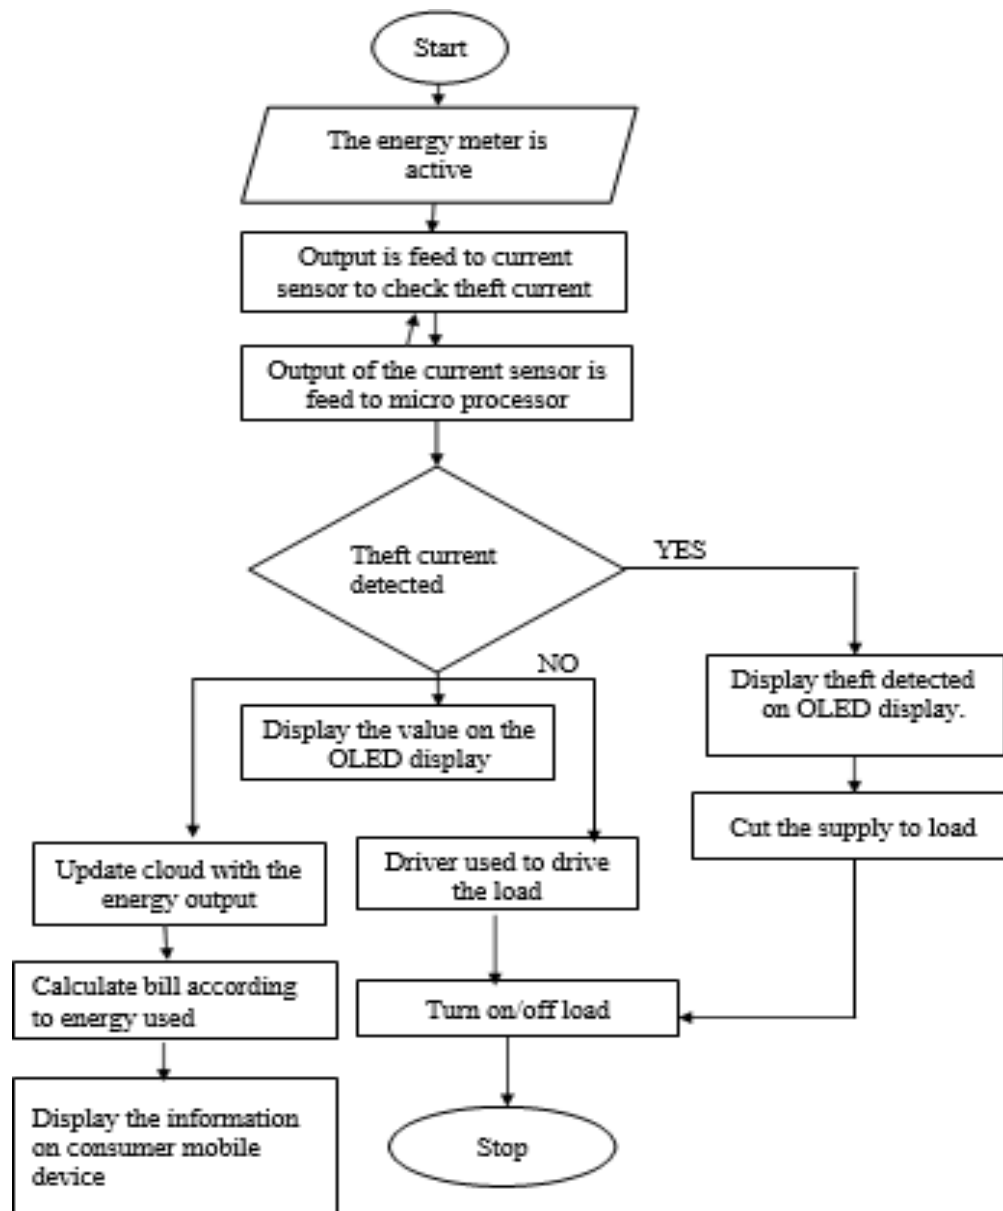 Start
The energy meter is
active
Output is feed to current
sensor to check theft current
Output of the current sensor is
feed to micro processor
Theft current
detected
YES
NO
Display theft detected
on OLED display.
Display the value on the
OLED display
Cut the supply to load
Update cloud with the
energy output
Driver used to drive
the load
Calculate bill according
to energy used
Turn on/off load
Display the information
on consumer mobile
device
Stop